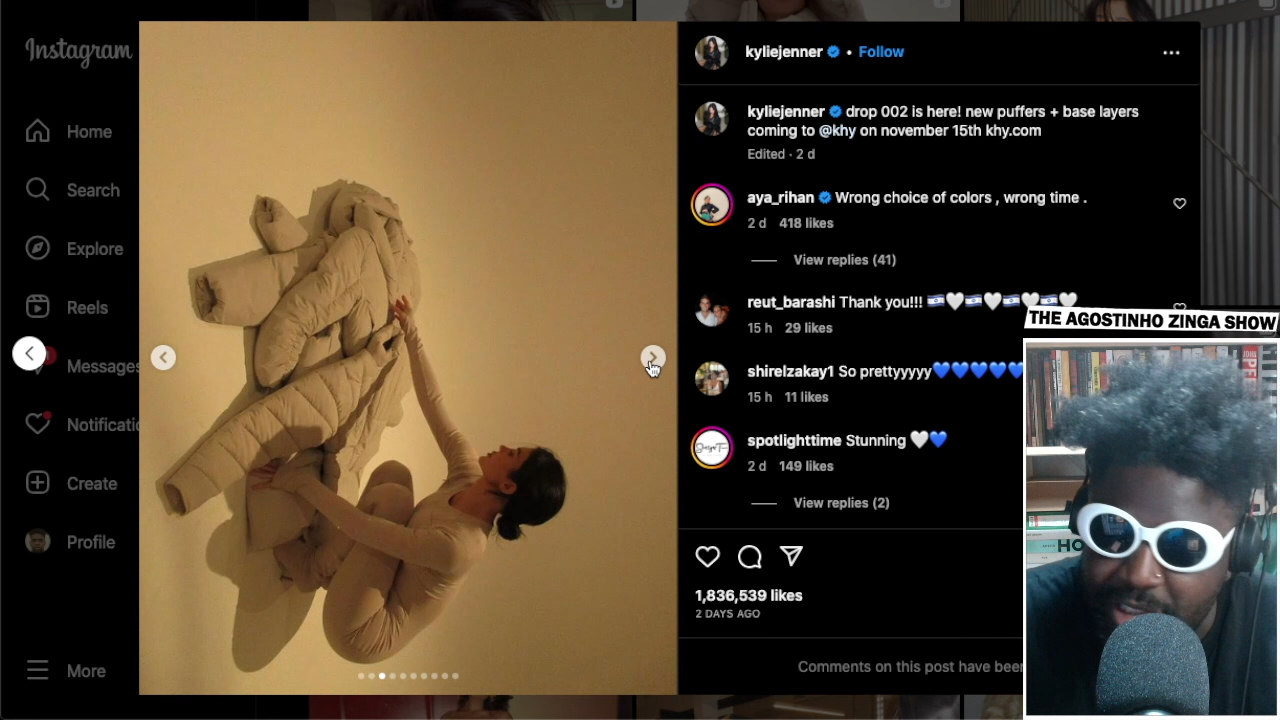 Instagram
Home
Search
Explore
Reels
Messages
Notificatio
Create
Profile
More
kyliejenner • Follow
kyliejenner drop 002 is here! new puffers + base layers
coming to @khy on november 15th khy.com
Edited · 2 d
aya_rihan Wrong choice of colors , wrong time .
2 d 418 likes
View replies (41)
reut_barashi Thank you!!! 🇮🇱🤍🇮🇱🤍🇮🇱🤍🇮🇱🤍
15 h 29 likes
shirelzakay1 So prettyyyyy💙💙💙💙💙
15 h 11 likes
spotlighttime Stunning 🤍💙
2 d 149 likes
View replies (2)
1,836,539 likes
2 DAYS AGO
Comments on this post have been
THE AGOSTINHO ZINGA SHOW
HO